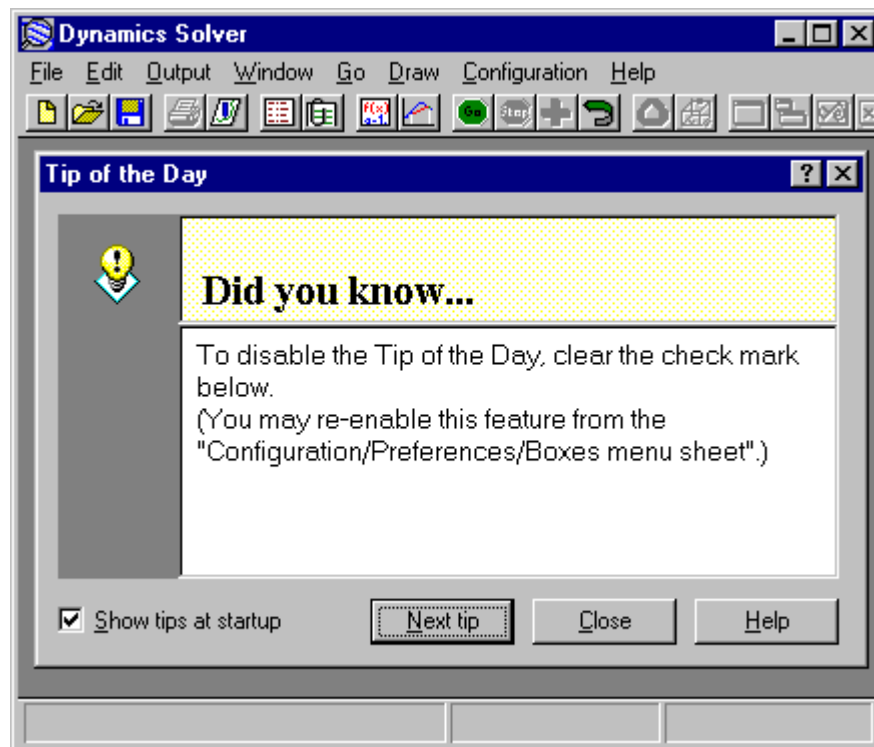 Dynamics Solver
File Edit Output Window Go Draw Configuration Help
f(x) Go Stop
Tip of the Day
Did you know...
To disable the Tip of the Day, clear the check mark
below.
(You may re-enable this feature from the
"Configuration/Preferences/Boxes menu sheet".)
Show tips at startup Next tip Close Help